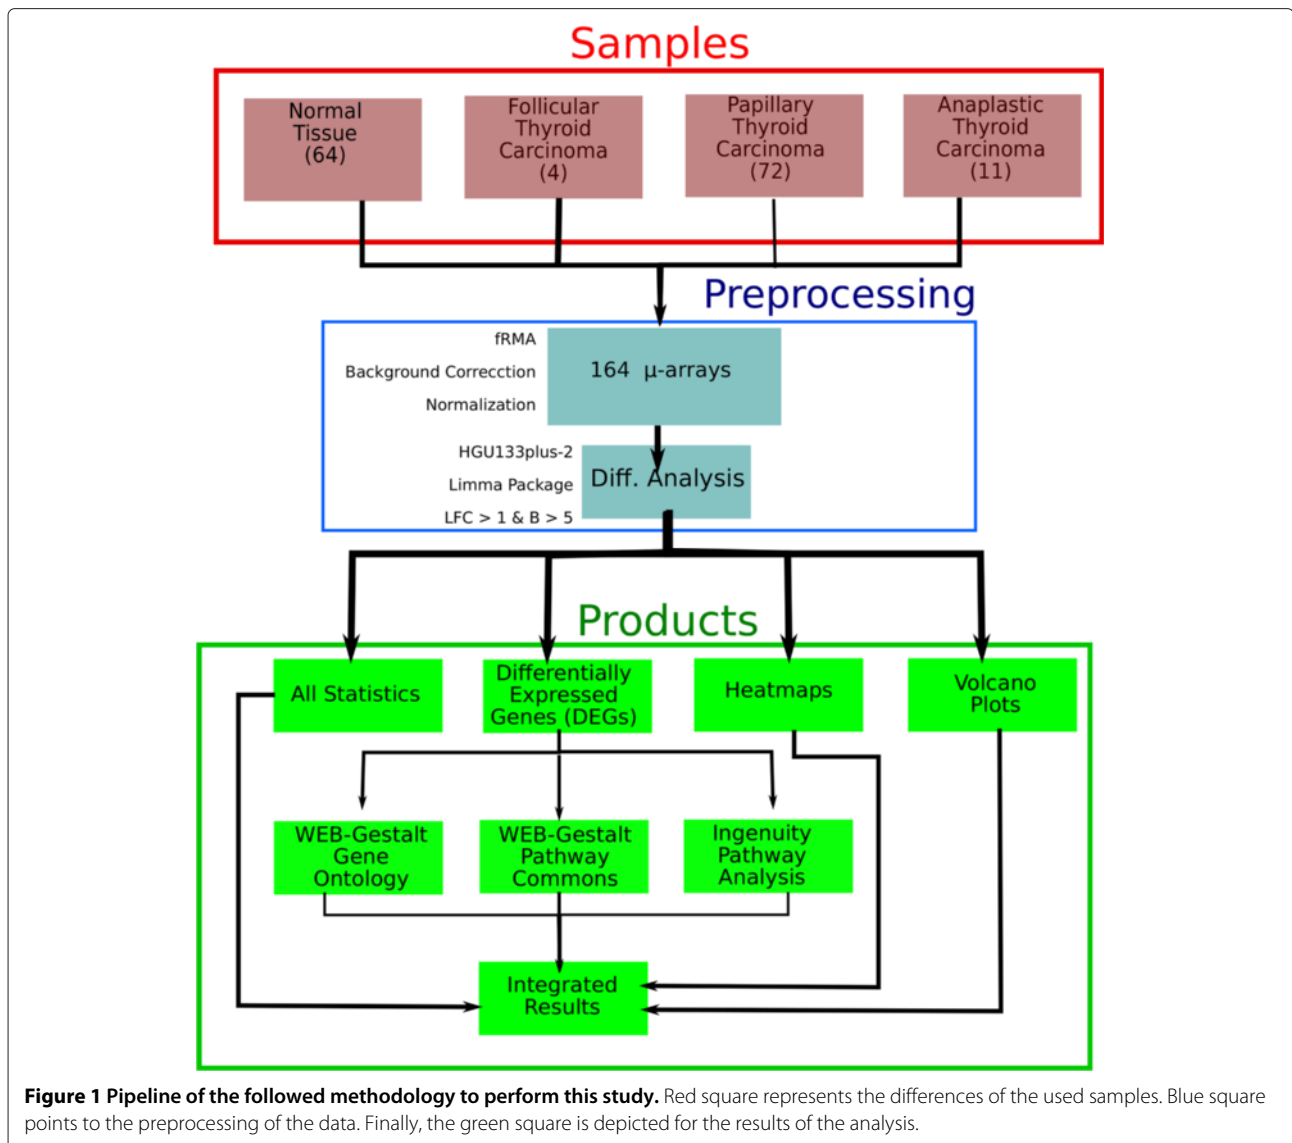 Samples
Normal
Tissue
(64)
Follicular
Thyroid
Carcinoma
(4)
Papillary
Thyroid
Carcinoma
(72)
Anaplastic
Thyroid
Carcinoma
(11)
Preprocessing
fRMA
Background Correcction
Normalization
164 μ-arrays
HGU133plus-2
Limma Package
LFC > 1 & B > 5
Diff. Analysis
Products
All Statistics
Differentially
Expressed
Genes (DEGs)
Heatmaps
Volcano
Plots
WEB-Gestalt
Gene
Ontology
WEB-Gestalt
Pathway
Commons
Ingenuity
Pathway
Analysis
Integrated
Results
Figure 1 Pipeline of the followed methodology to perform this study. Red square represents the differences of the used samples. Blue square
points to the preprocessing of the data. Finally, the green square is depicted for the results of the analysis.